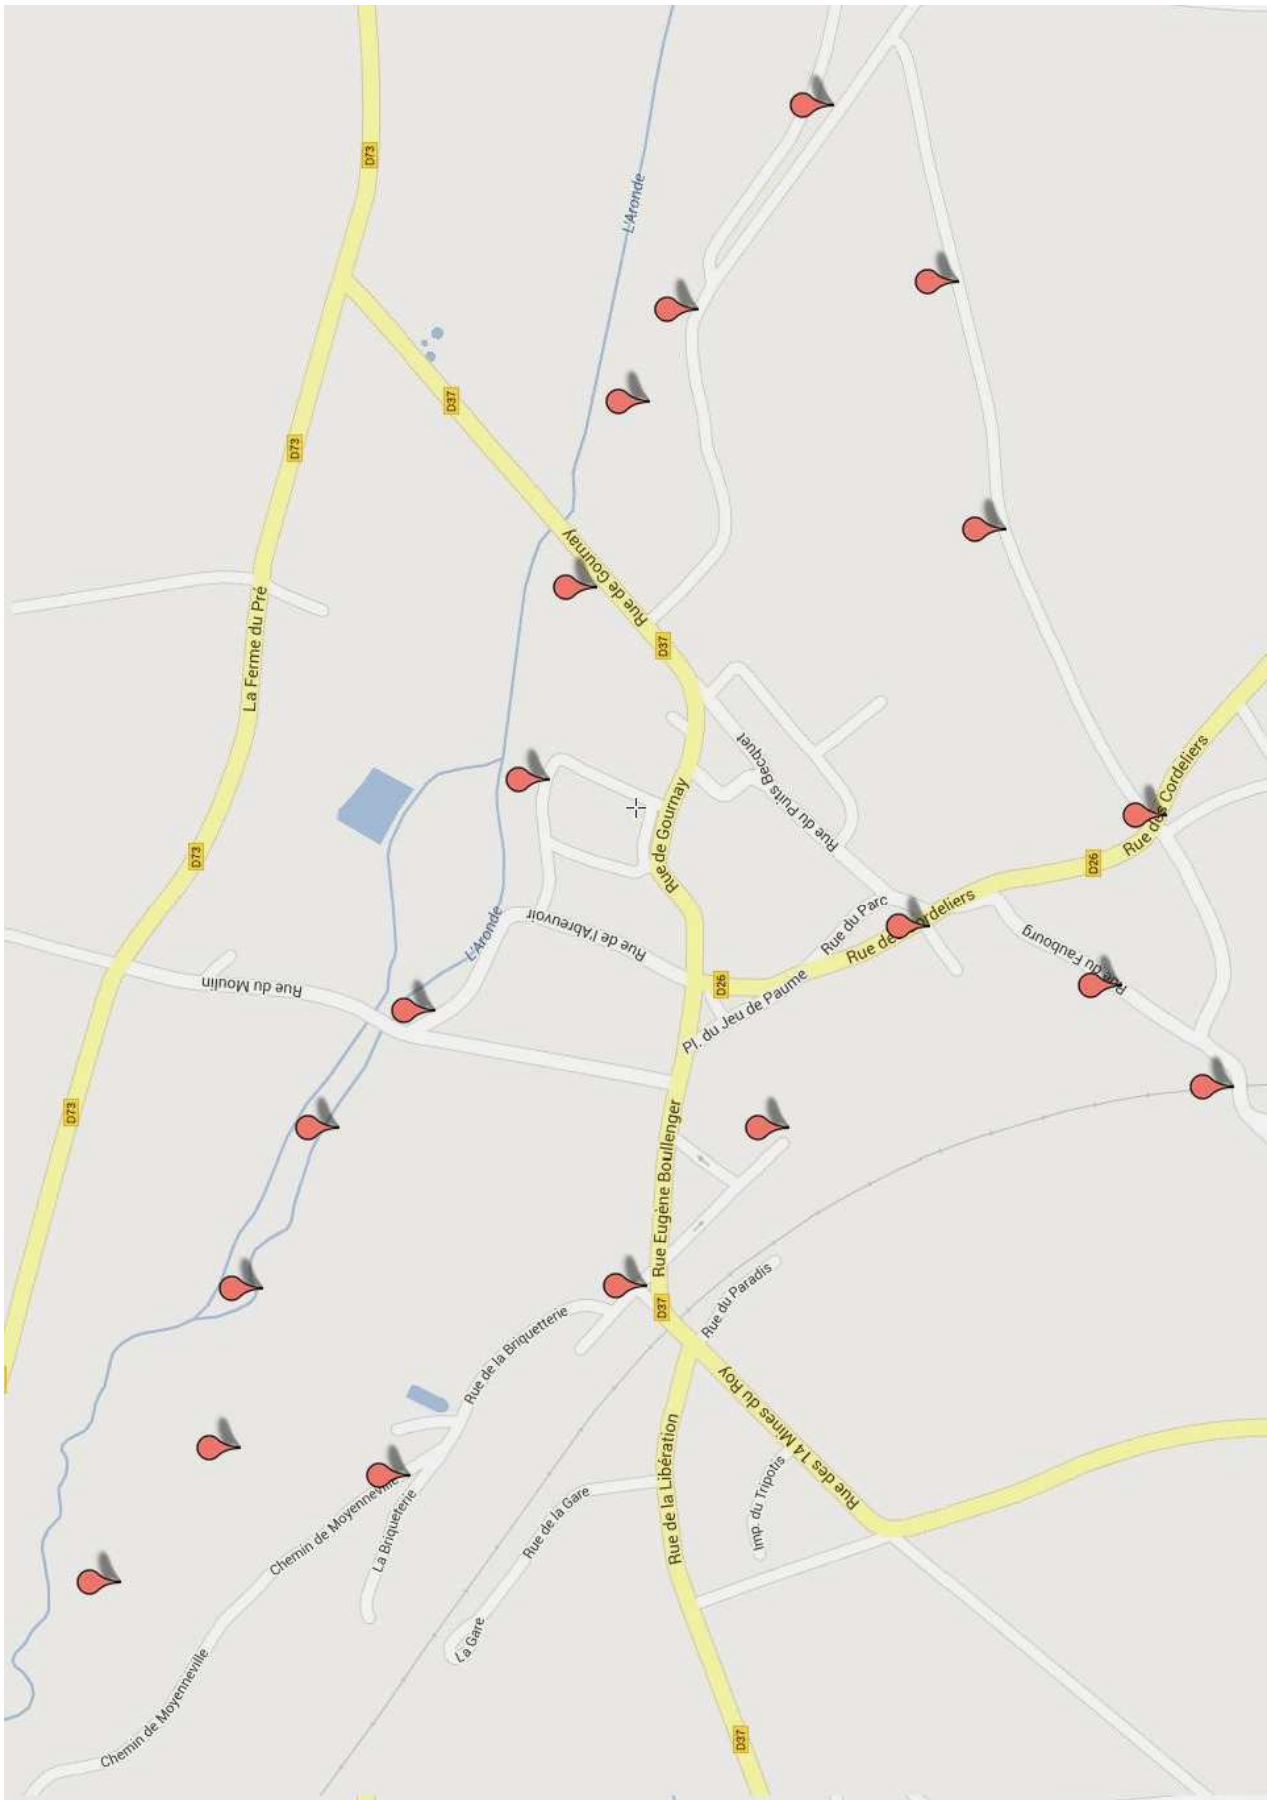 D73
L'Aronde
D37
D73
Rue de Gournay
La Ferme du Pré
D37
Rue du Puits Becquet
Rue des Cordeliers
Rue de Gournay
D73
D26
Rue du Parc
Rue des Cordeliers
L'Aronde
Rue de l'Abreuvoir
Rue du Faubourg
Rue du Moulin
D26
Pl. du Jeu de Paume
D73
Rue Eugène Boullenger
D37
Rue du Paradis
Rue de la Briquetterie
Rue des 14 Mines du Roy
Rue de la Libération
Chemin de Moyenneville
La Briqueterie
Imp. du Tripotis
Rue de la Gare
La Gare
Chemin de Moyenneville
D37